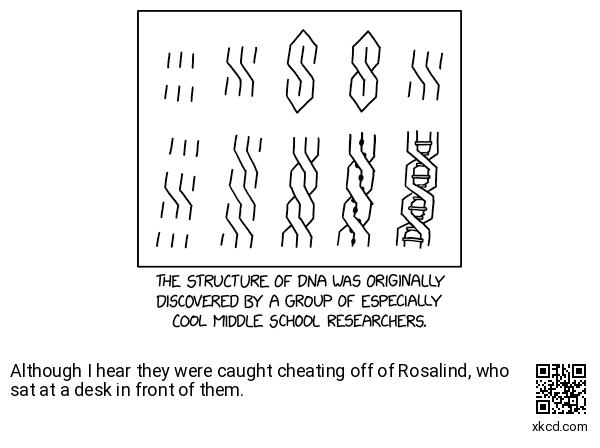 THE STRUCTURE OF DNA WAS ORIGINALLY
DISCOVERED BY A GROUP OF ESPECIALLY
COOL MIDDLE SCHOOL RESEARCHERS.
Although I hear they were caught cheating off of Rosalind, who
sat at a desk in front of them.
xkcd.com